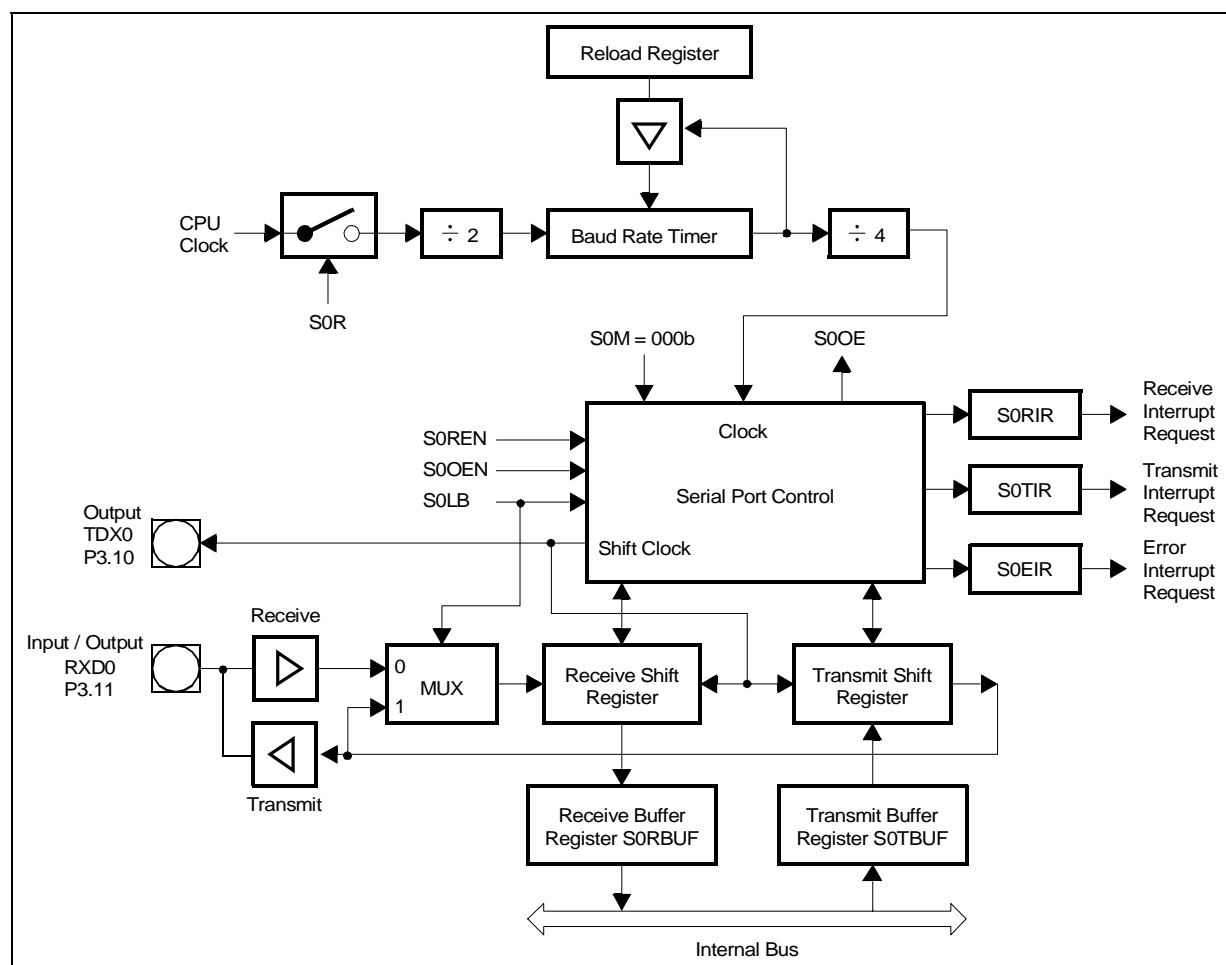 Reload Register
CPU
Clock
÷ 2
Baud Rate Timer
÷ 4
S0R
S0M = 000b
S0OE
S0REN
S0OEN
S0LB
Clock
Serial Port Control
Shift Clock
S0RIR
Receive
Interrupt
Request
S0TIR
Transmit
Interrupt
Request
S0EIR
Error
Interrupt
Request
Output
TDX0
P3.10
Input / Output
RXD0
P3.11
Receive
Transmit
0
MUX
1
Receive Shift
Register
Transmit Shift
Register
Receive Buffer
Register S0RBUF
Transmit Buffer
Register S0TBUF
Internal Bus